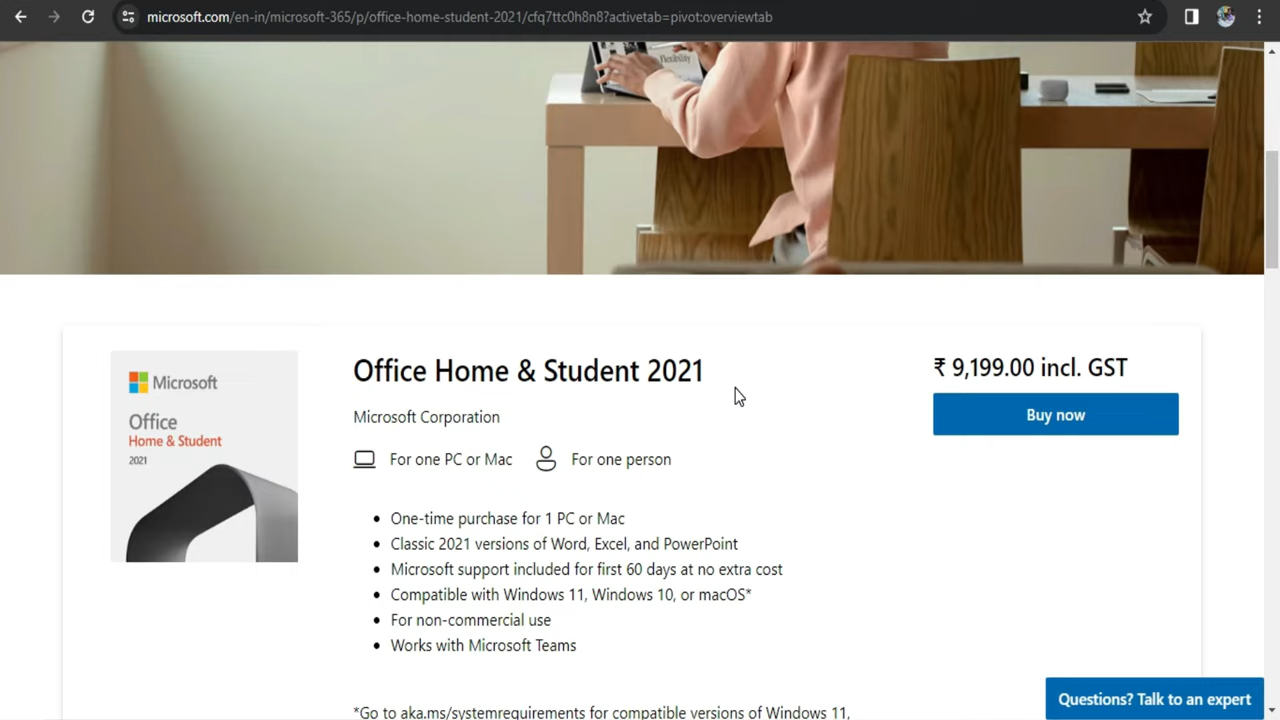 microsoft.com/en-in/microsoft-365/p/office-home-student-2021/cfq7ttc0h8n8?activetab=pivot:overviewtab
Flexibility
Office Home & Student 2021
₹ 9,199.00 incl. GST
Buy now
Microsoft Corporation
For one PC or Mac
For one person
Microsoft
Office
Home & Student
2021
• One-time purchase for 1 PC or Mac
• Classic 2021 versions of Word, Excel, and PowerPoint
• Microsoft support included for first 60 days at no extra cost
• Compatible with Windows 11, Windows 10, or macOS*
• For non-commercial use
• Works with Microsoft Teams
*Go to aka.ms/systemrequirements for compatible versions of Windows 11,
Questions? Talk to an expert